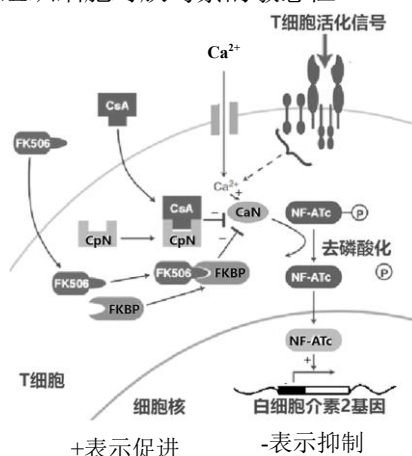 T细胞活化信号
Ca²⁺
CsA
FK506
Ca²⁺
+
CsA
CpN
CpN
-
-
CaN
NF-ATc
P
去磷酸化
FK506
FK506
FKBP
FKBP
NF-ATc
P
NF-ATc
+
T细胞
细胞核
白细胞介素2基因
+表示促进
-表示抑制